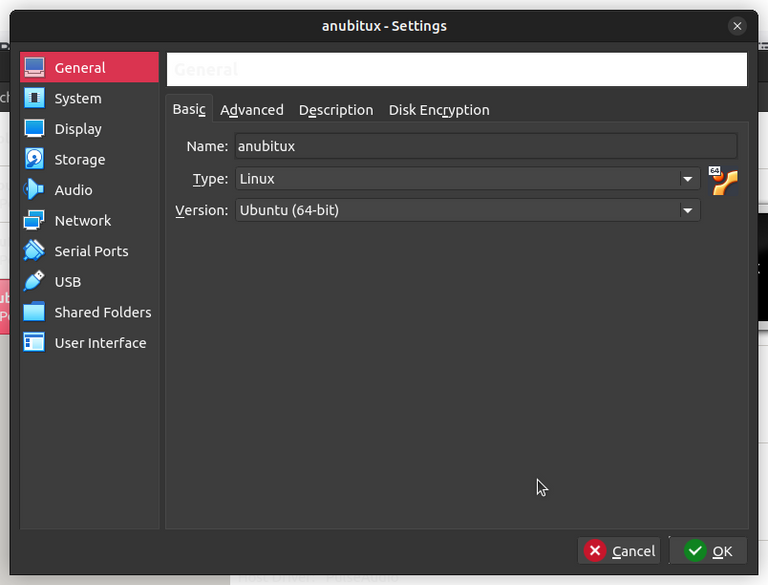 anubitux - Settings
General
System
Display
Storage
Audio
Network
Serial Ports
USB
Shared Folders
User Interface
General
Basic Advanced Description Disk Encryption
Name: anubitux
Type: Linux
64
Version: Ubuntu (64-bit)
Cancel OK